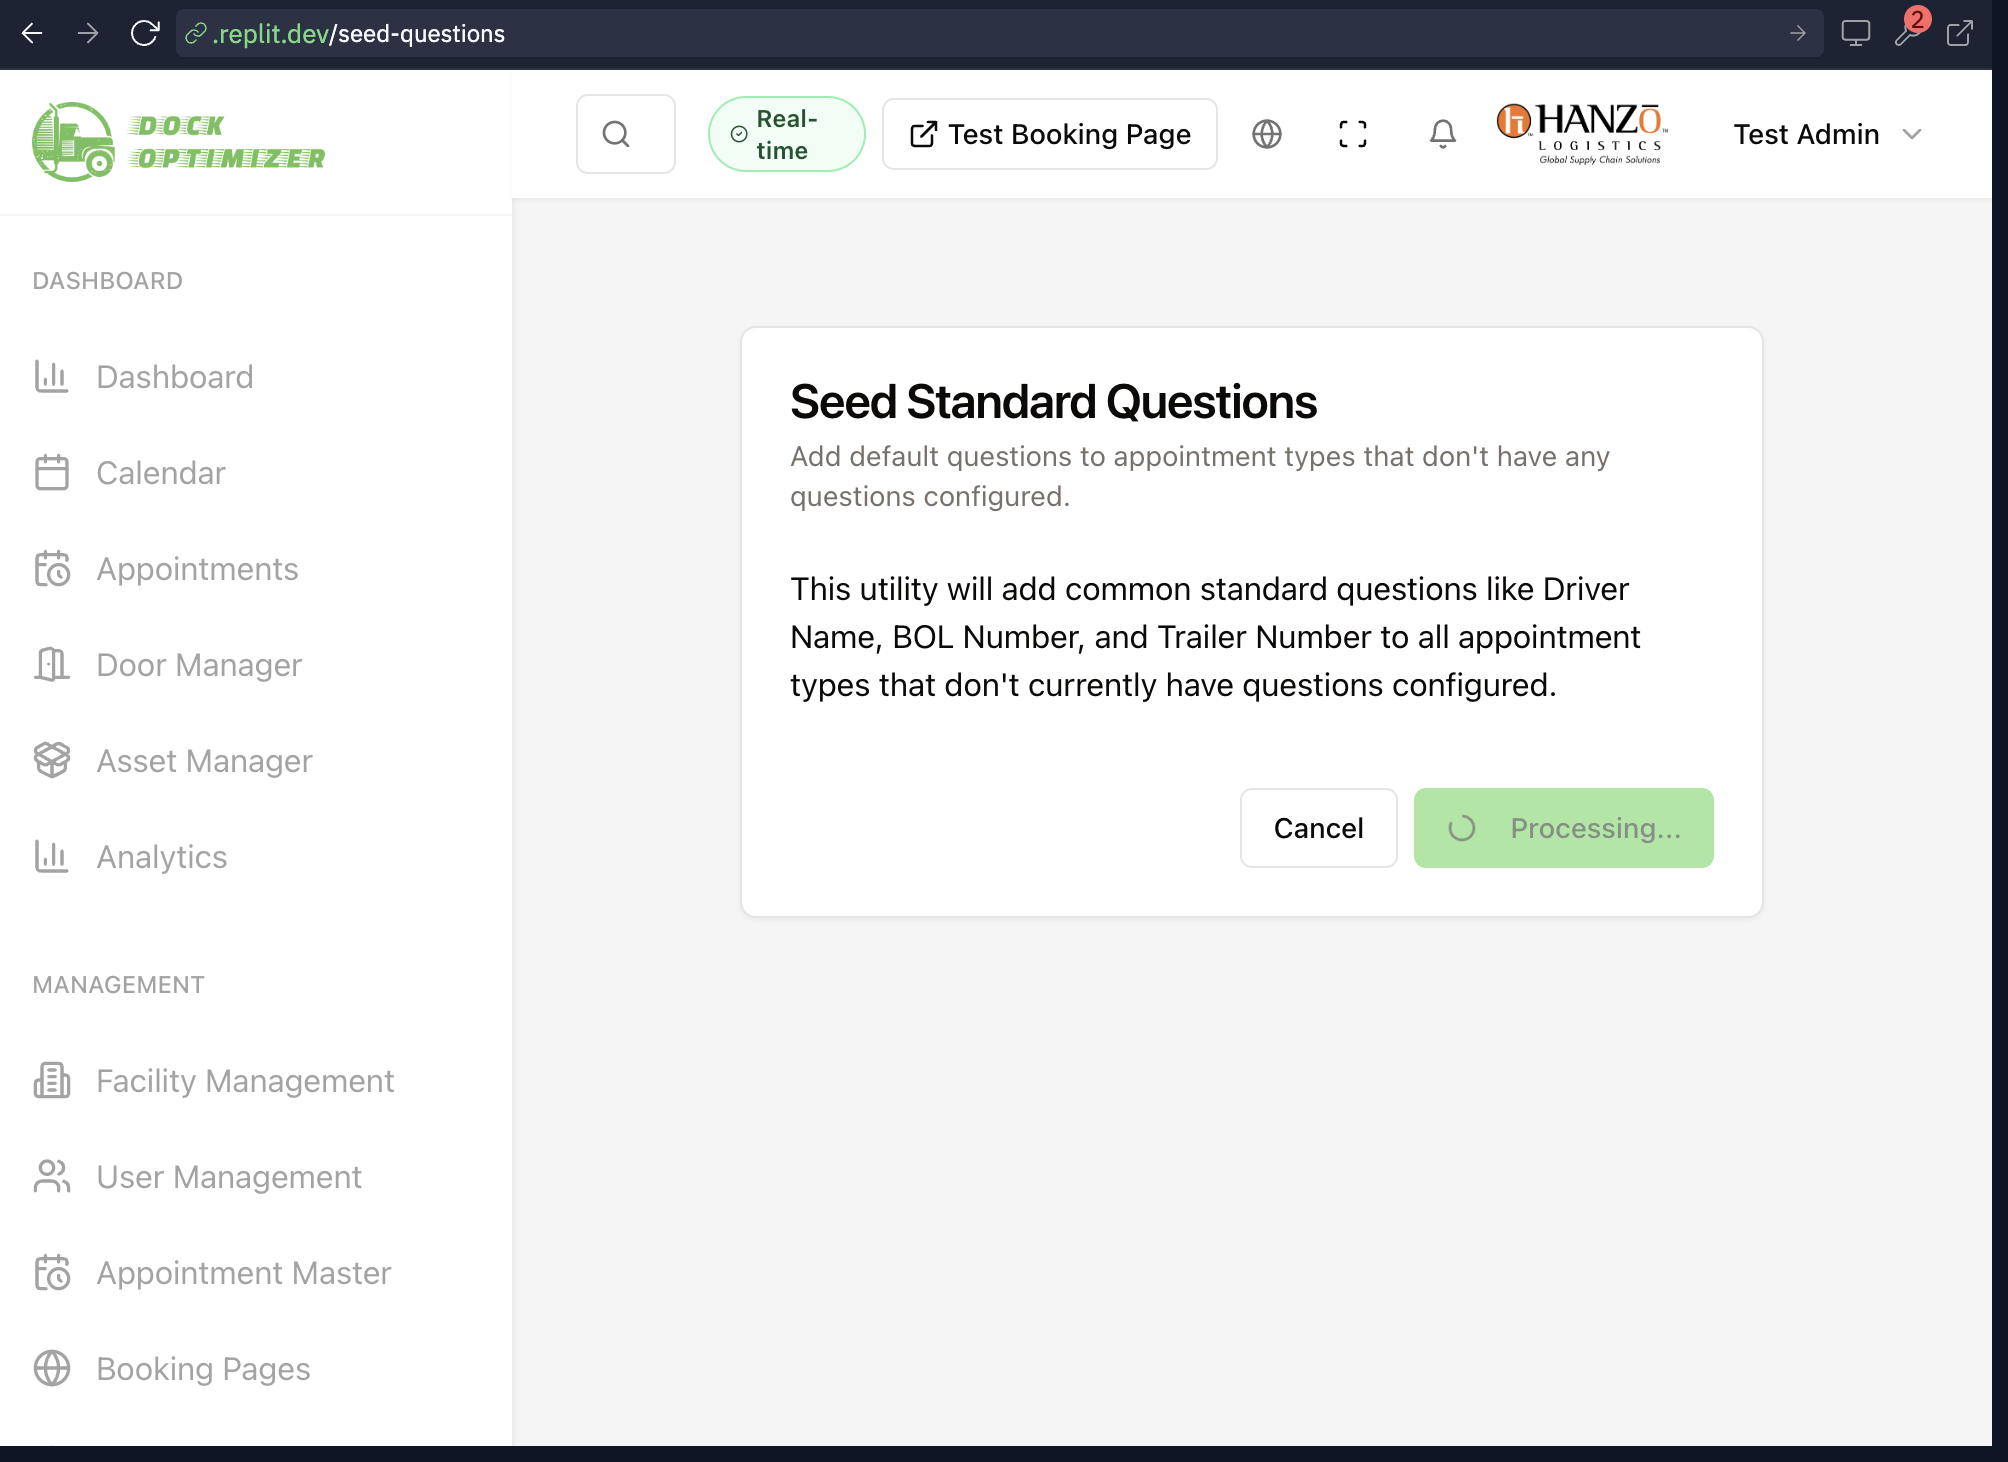 .replit.dev/seed-questions
2
DOCK
OPTIMIZER
Real-
time
Test Booking Page
h HANZŌ
TM
TM
LOGISTICS
Global Supply Chain Solutions
Test Admin
DASHBOARD
Dashboard
Calendar
Appointments
Door Manager
Asset Manager
Analytics
MANAGEMENT
Facility Management
User Management
Appointment Master
Booking Pages
Seed Standard Questions
Add default questions to appointment types that don't have any
questions configured.
This utility will add common standard questions like Driver
Name, BOL Number, and Trailer Number to all appointment
types that don't currently have questions configured.
Cancel
Processing...